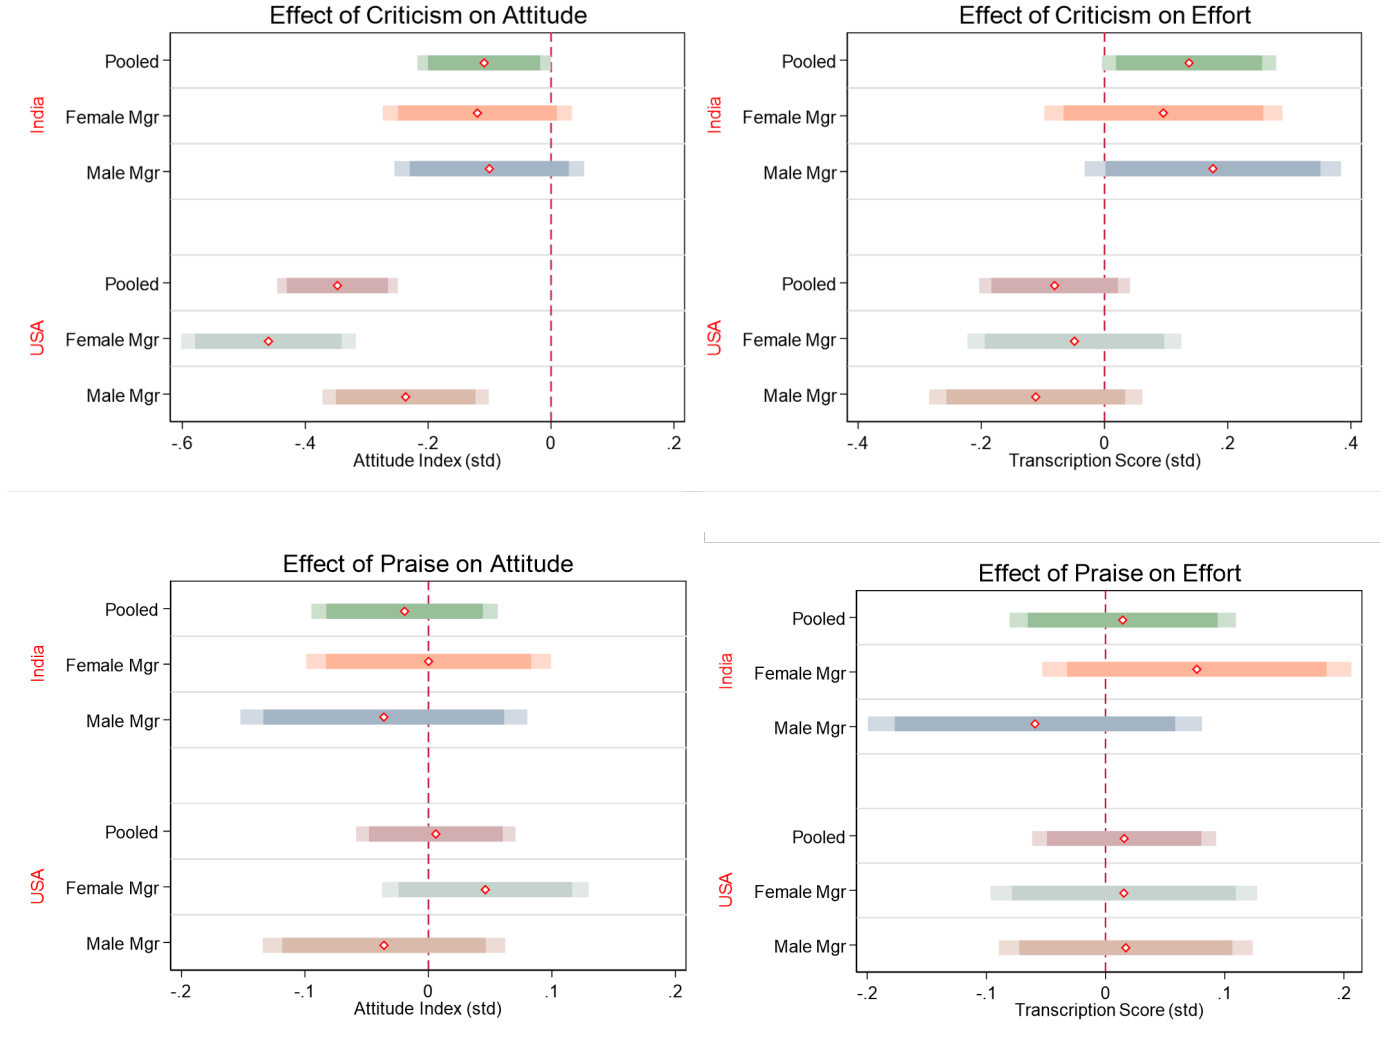 Effect of Criticism on Attitude
India
Pooled
Female Mgr
Male Mgr
USA
Pooled
Female Mgr
Male Mgr
-.6 -.4 -.2 0 .2
Attitude Index (std)
Effect of Criticism on Effort
India
Pooled
Female Mgr
Male Mgr
USA
Pooled
Female Mgr
Male Mgr
-.4 -.2 0 .2 .4
Transcription Score (std)
Effect of Praise on Attitude
India
Pooled
Female Mgr
Male Mgr
USA
Pooled
Female Mgr
Male Mgr
-.2 -.1 0 .1 .2
Attitude Index (std)
Effect of Praise on Effort
India
Pooled
Female Mgr
Male Mgr
USA
Pooled
Female Mgr
Male Mgr
-.2 -.1 0 .1 .2
Transcription Score (std)